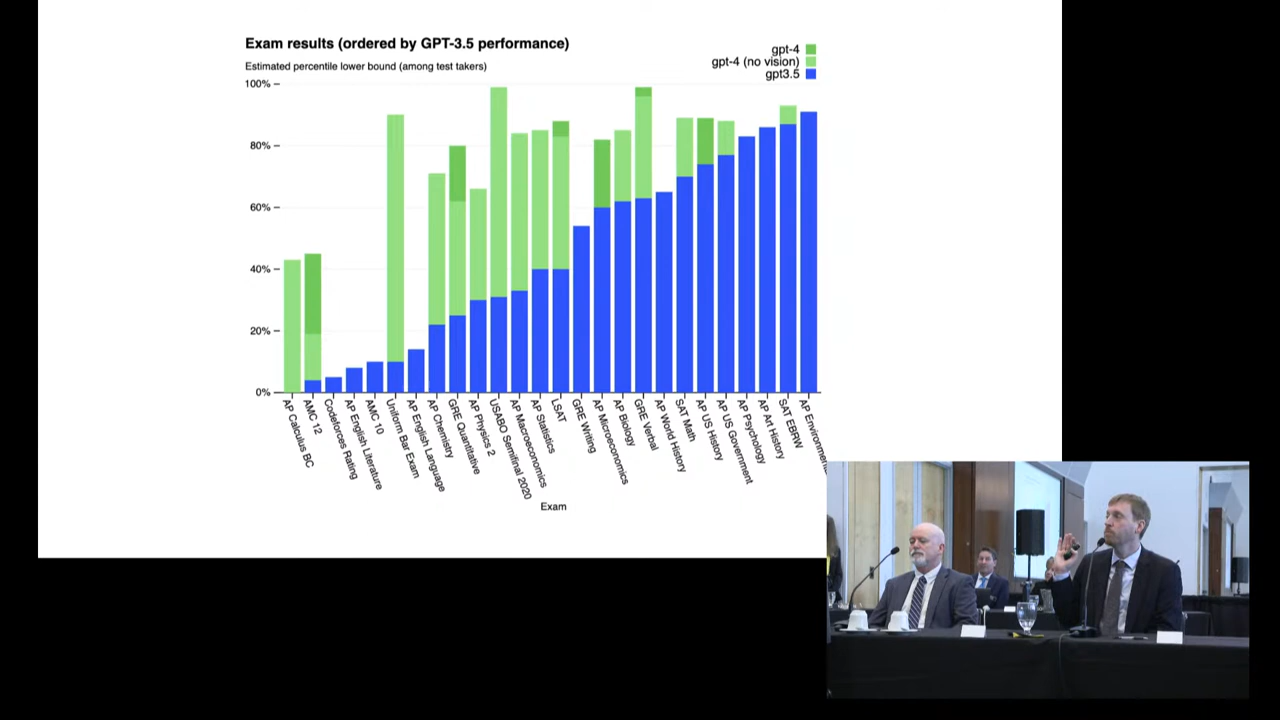 Exam results (ordered by GPT-3.5 performance)
Estimated percentile lower bound (among test takers)
gpt-4
gpt-4 (no vision)
gpt3.5
100%
80%
60%
40%
20%
0%
AP Calculus BC
AMC 12
Codeforces Rating
AP English Literature
AMC 10
Uniform Bar Exam
AP English Language
AP Chemistry
GRE Quantitative
AP Physics 2
USABO Semifinal 2020
AP Macroeconomics
AP Statistics
LSAT
GRE Writing
AP Microeconomics
AP Biology
GRE Verbal
AP World History
SAT Math
AP US History
AP US Government
AP Psychology
AP Art History
SAT EBRW
AP Environme
Exam